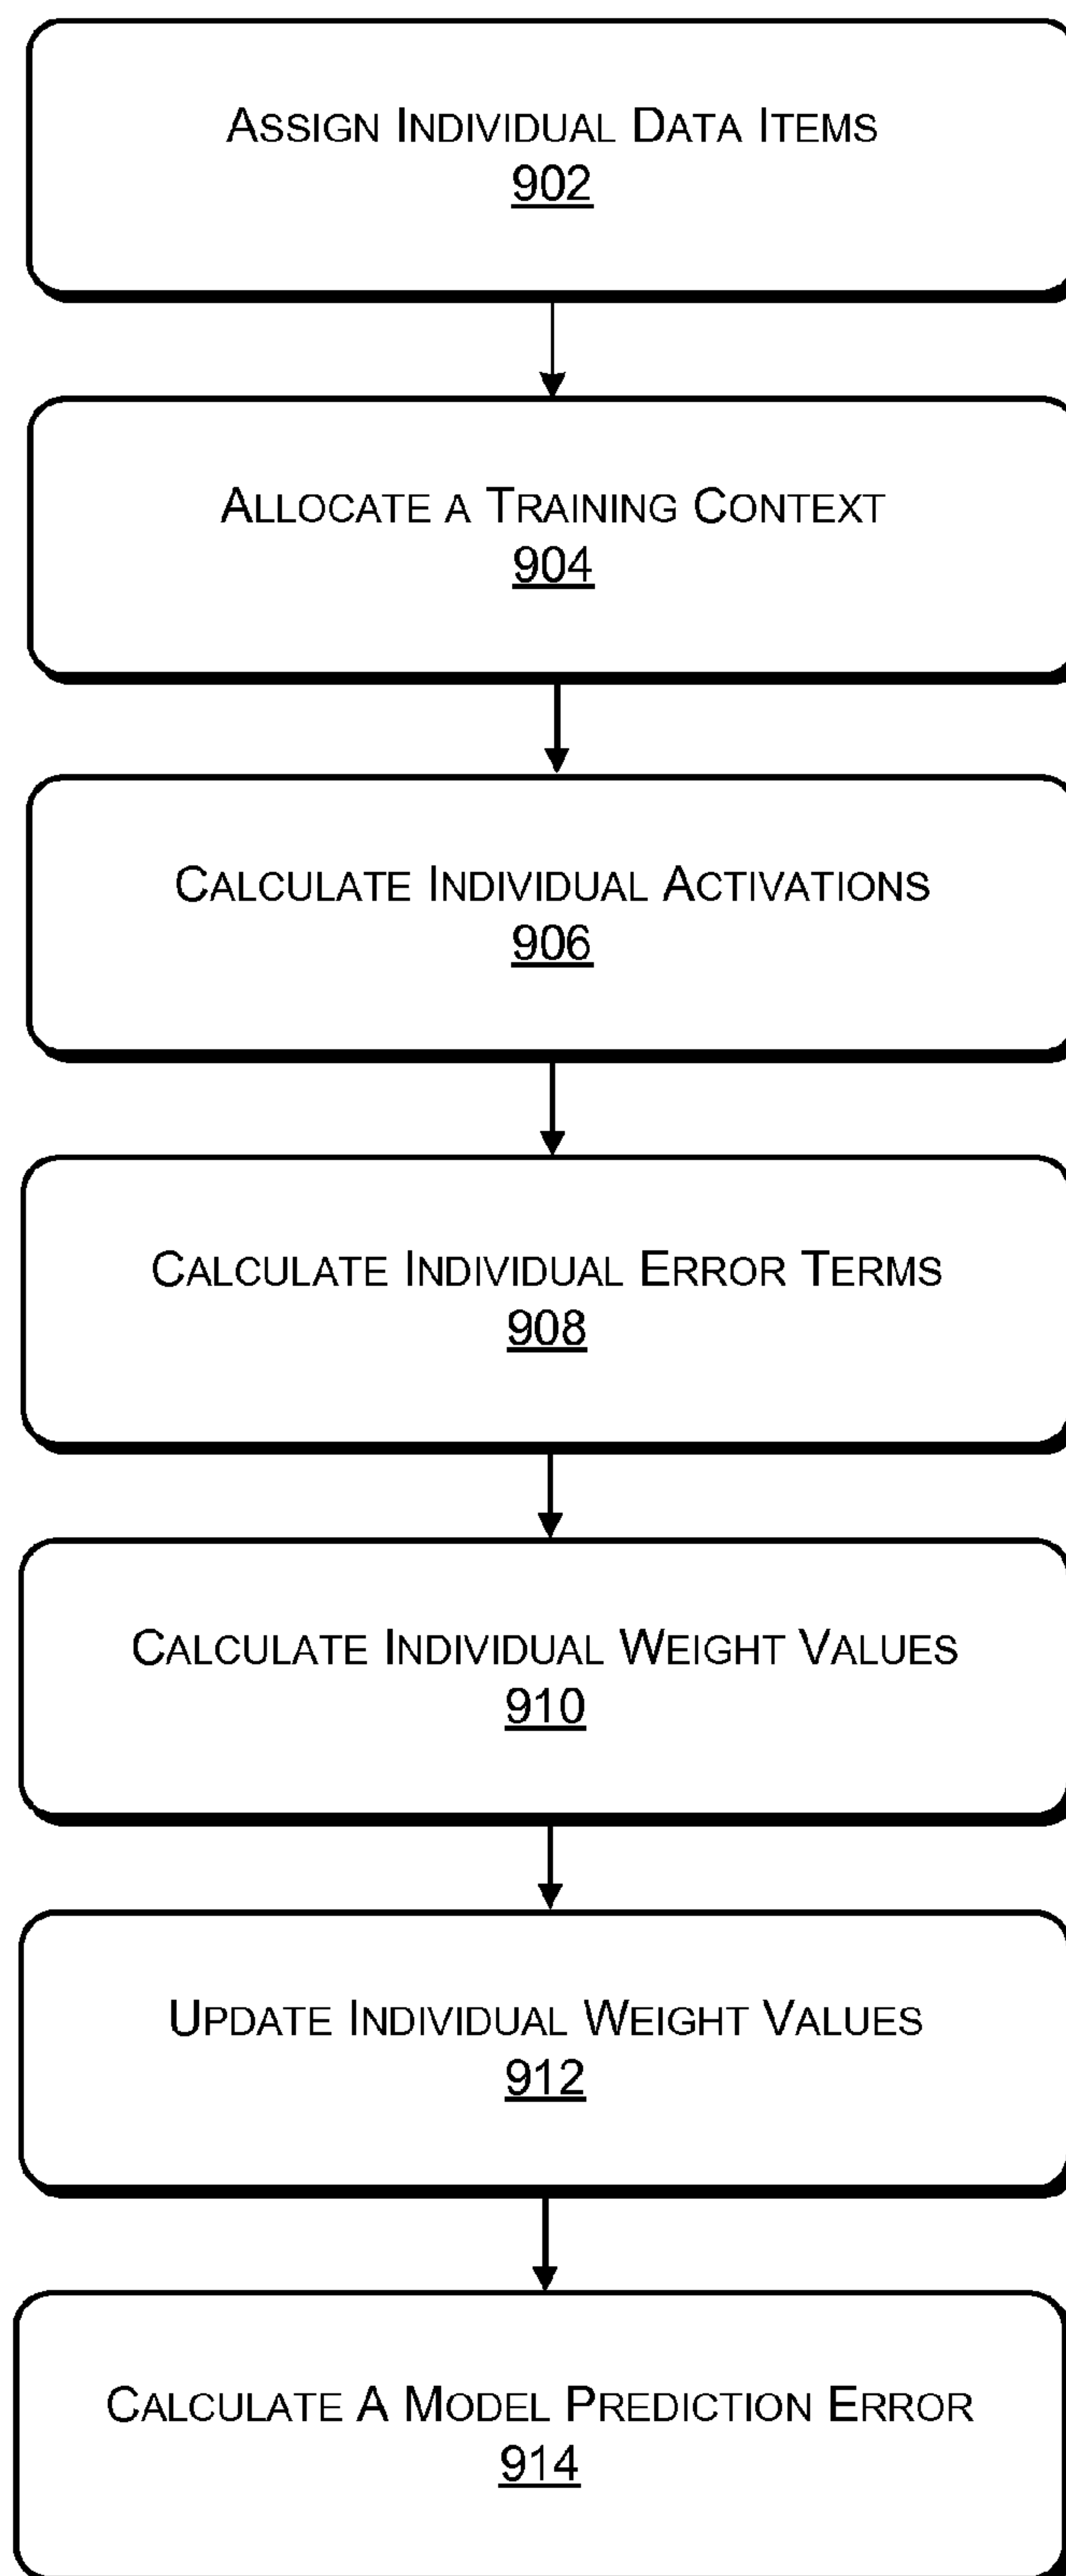 ASSIGN INDIVIDUAL DATA ITEMS
902
ALLOCATE A TRAINING CONTEXT
904
CALCULATE INDIVIDUAL ACTIVATIONS
906
CALCULATE INDIVIDUAL ERROR TERMS
908
CALCULATE INDIVIDUAL WEIGHT VALUES
910
UPDATE INDIVIDUAL WEIGHT VALUES
912
CALCULATE A MODEL PREDICTION ERROR
914